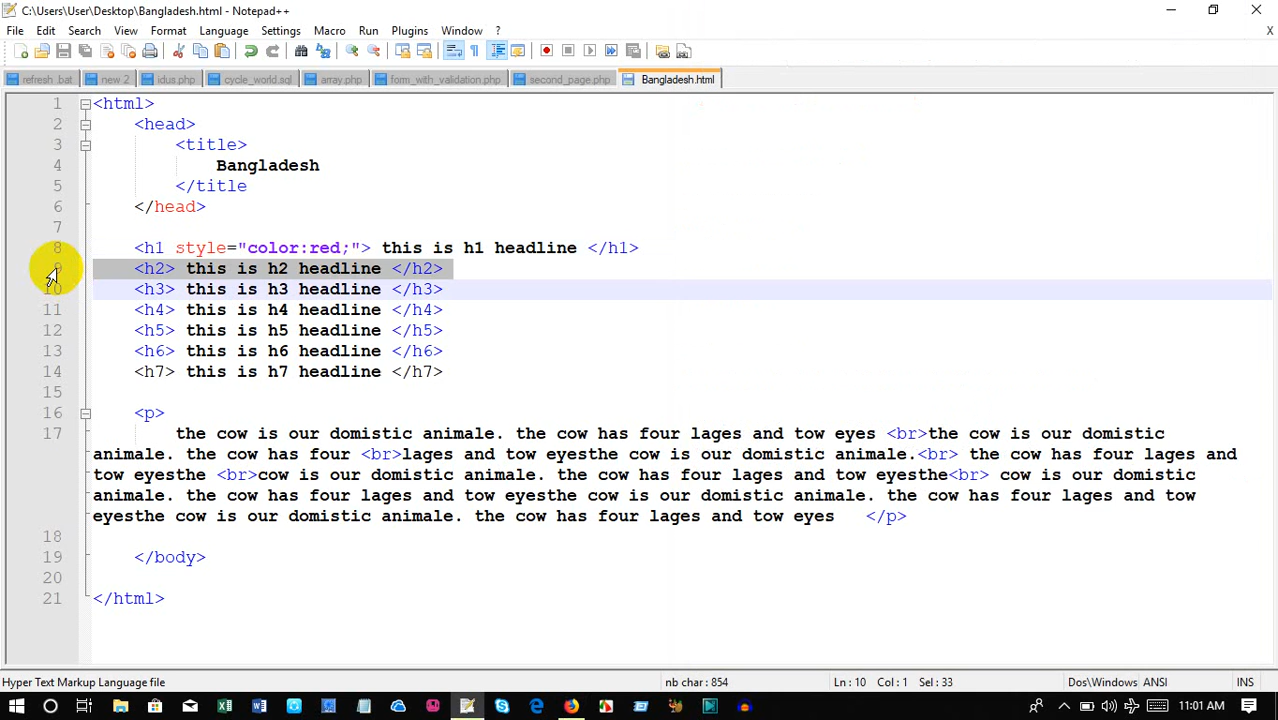 C:\Users\User\Desktop\Bangladesh.html - Notepad++
File Edit Search View Format Language Settings Macro Run Plugins Window ? X
refresh .bat new 2 idus.php cycle_world.sql array.php form_with_validation.php second_page.php Bangladesh.html
1 <html>
2 <head>
3 <title>
4 Bangladesh
5 </title
6 </head>
7
8 <h1 style="color:red;"> this is h1 headline </h1>
9 <h2> this is h2 headline </h2>
10 <h3> this is h3 headline </h3>
11 <h4> this is h4 headline </h4>
12 <h5> this is h5 headline </h5>
13 <h6> this is h6 headline </h6>
14 <h7> this is h7 headline </h7>
15
16 <p>
17 the cow is our domistic animale. the cow has four lages and tow eyes <br>the cow is our domistic
animale. the cow has four <br>lages and tow eyesthe cow is our domistic animale.<br> the cow has four lages and
tow eyesthe <br>cow is our domistic animale. the cow has four lages and tow eyesthe<br> cow is our domistic
animale. the cow has four lages and tow eyesthe cow is our domistic animale. the cow has four lages and tow
eyesthe cow is our domistic animale. the cow has four lages and tow eyes </p>
18
19 </body>
20
21 </html>
Hyper Text Markup Language file nb char : 854 Ln : 10 Col : 1 Sel : 33 Dos\Windows ANSI INS
11:01 AM